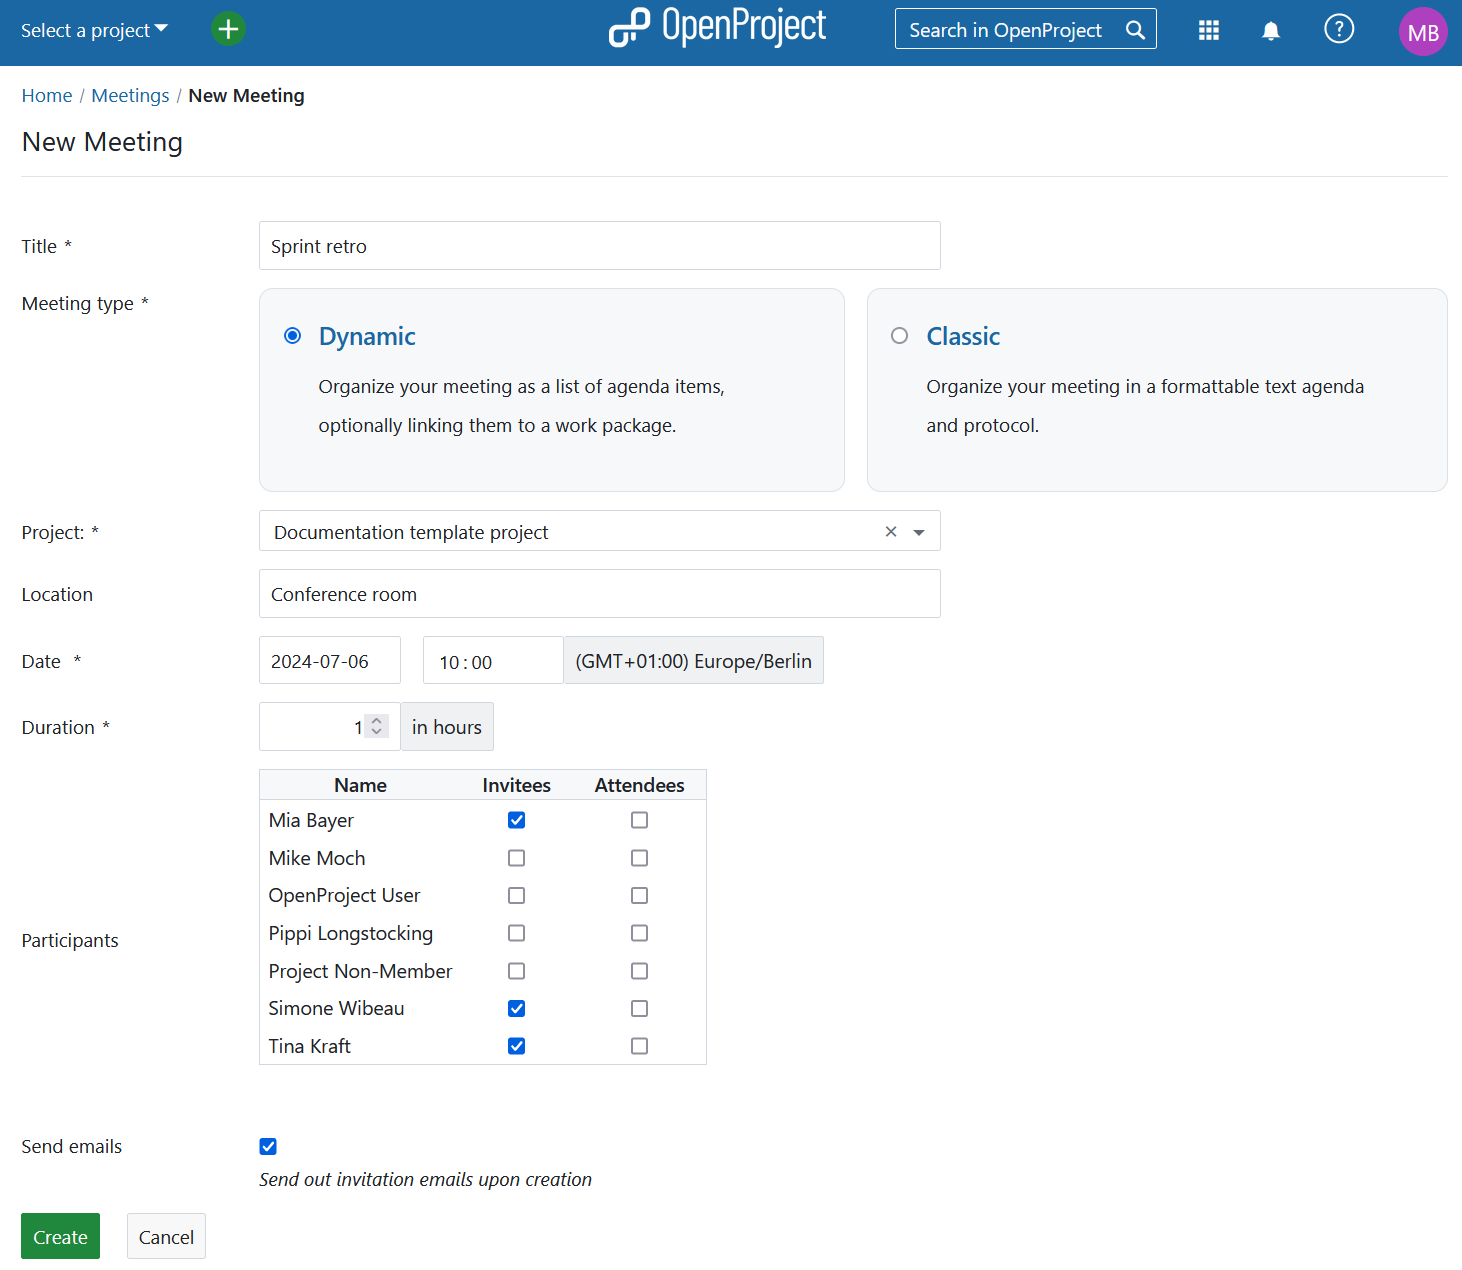 Select a project
OpenProject
Search in OpenProject
?
MB
Home / Meetings / New Meeting
New Meeting
Title *
Sprint retro
Meeting type *
Dynamic
Organize your meeting as a list of agenda items,
optionally linking them to a work package.
Classic
Organize your meeting in a formattable text agenda
and protocol.
Project: *
Documentation template project
Location
Conference room
Date *
2024-07-06
10:00
(GMT+01:00) Europe/Berlin
Duration *
1
in hours
Participants
Name Invitees Attendees
Mia Bayer
Mike Moch
OpenProject User
Pippi Longstocking
Project Non-Member
Simone Wibeau
Tina Kraft
Send emails
Send out invitation emails upon creation
Create
Cancel